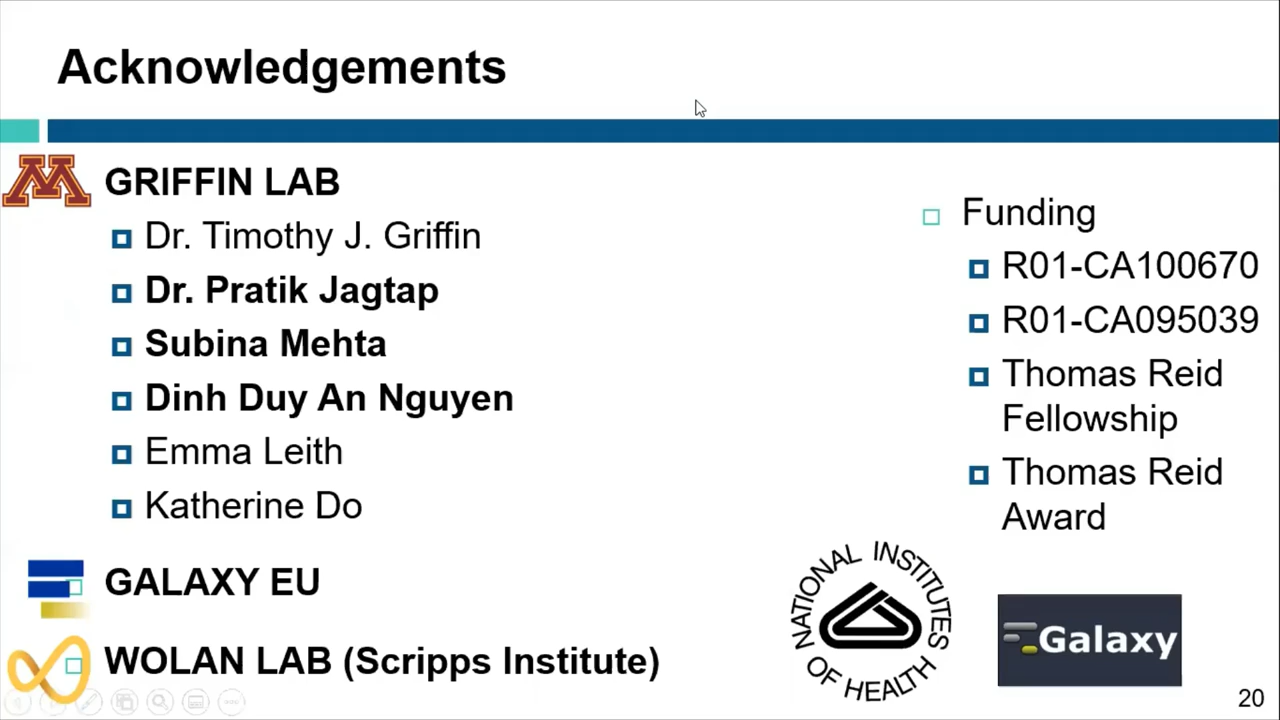 Acknowledgements
M
GRIFFIN LAB
Dr. Timothy J. Griffin
Dr. Pratik Jagtap
Subina Mehta
Dinh Duy An Nguyen
Emma Leith
Katherine Do
GALAXY EU
WOLAN LAB (Scripps Institute)
Funding
R01-CA100670
R01-CA095039
Thomas Reid
Fellowship
Thomas Reid
Award
NATIONAL INSTITUTES
OF HEALTH
Galaxy
20